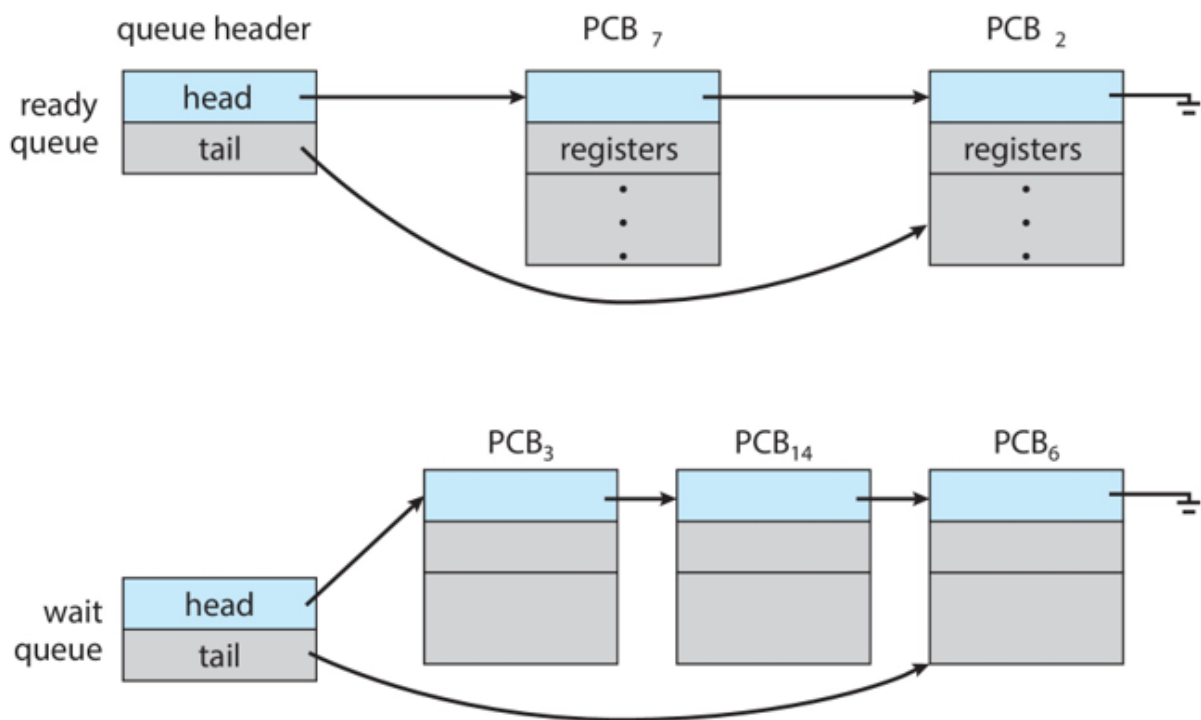 queue header PCB 7 PCB 2
ready
queue
head
tail
registers
registers
PCB3 PCB14 PCB6
wait
queue
head
tail